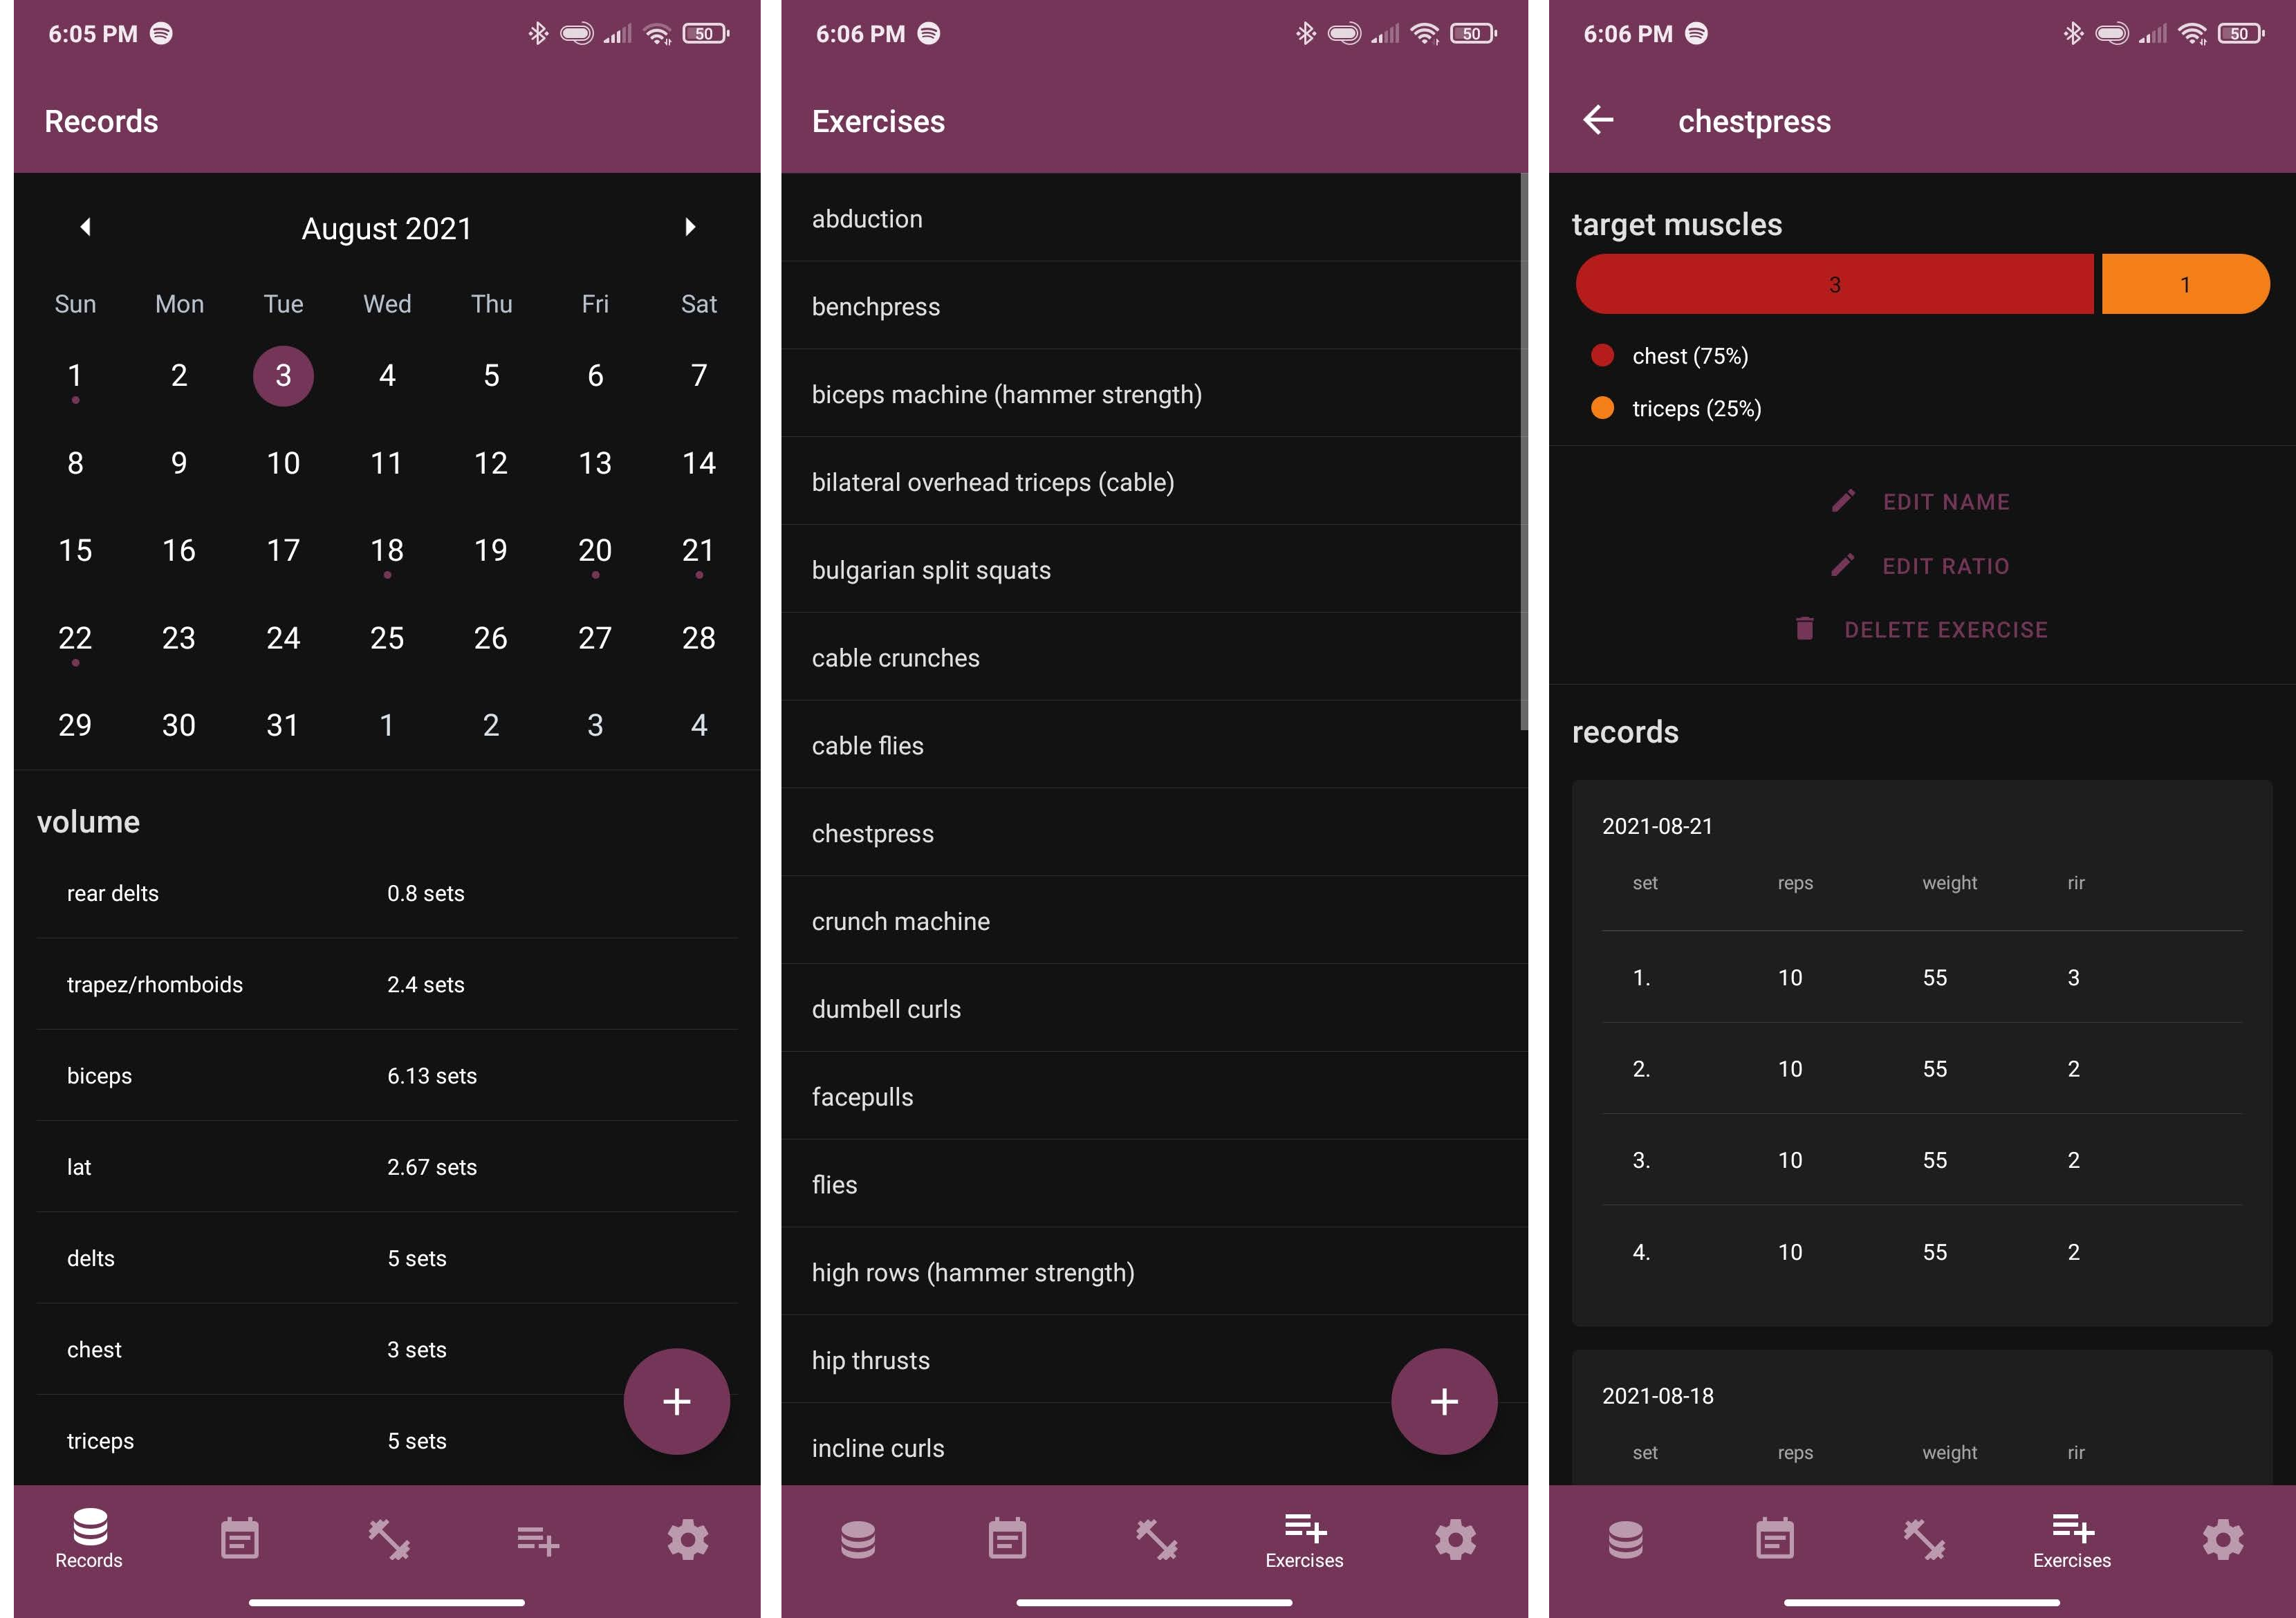 6:05 PM
50
Records
August 2021
Sun Mon Tue Wed Thu Fri Sat
1 2 3 4 5 6 7
8 9 10 11 12 13 14
15 16 17 18 19 20 21
22 23 24 25 26 27 28
29 30 31 1 2 3 4
volume
rear delts 0.8 sets
trapez/rhomboids 2.4 sets
biceps 6.13 sets
lat 2.67 sets
delts 5 sets
chest 3 sets
triceps 5 sets
Records
6:06 PM
50
Exercises
abduction
benchpress
biceps machine (hammer strength)
bilateral overhead triceps (cable)
bulgarian split squats
cable crunches
cable flies
chestpress
crunch machine
dumbell curls
facepulls
flies
high rows (hammer strength)
hip thrusts
incline curls
Exercises
6:06 PM
50
chestpress
target muscles
3 1
chest (75%)
triceps (25%)
EDIT NAME
EDIT RATIO
DELETE EXERCISE
records
2021-08-21
set reps weight rir
1. 10 55 3
2. 10 55 2
3. 10 55 2
4. 10 55 2
2021-08-18
set reps weight rir
Exercises